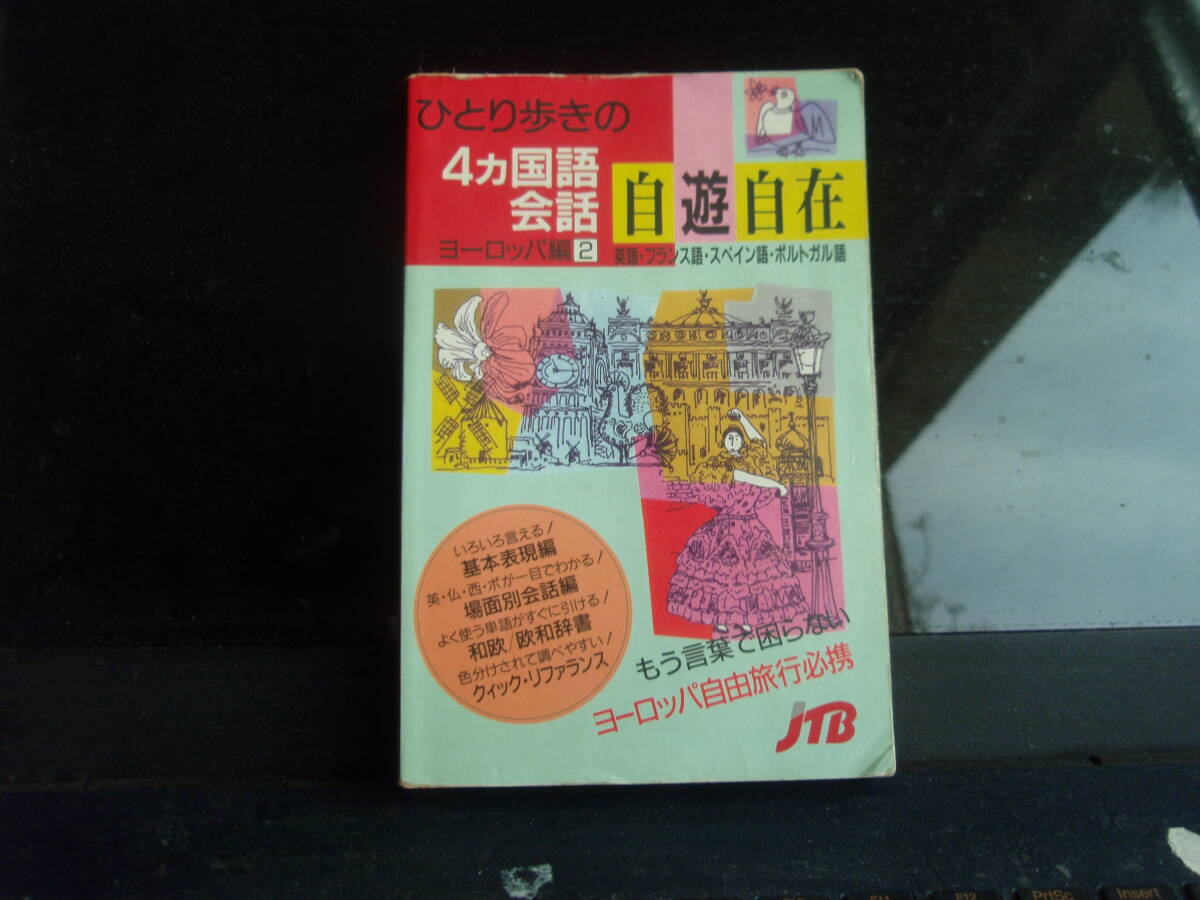 ひとり歩きの
4ヵ国語
会話
ヨーロッパ編2
自遊自在
英語・フランス語・スペイン語・ポルトガル語
いろいろ言える!
基本表現編
英・仏・西・ポが一目でわかる!
場面別会話編
よく使う単語がすぐに引ける!
和欧/欧和辞書
色分けされて調べやすい!
クイック・リファランス
もう言葉で困らない
ヨーロッパ自由旅行必携
JTB
F11
F12
PrtSc
Insert